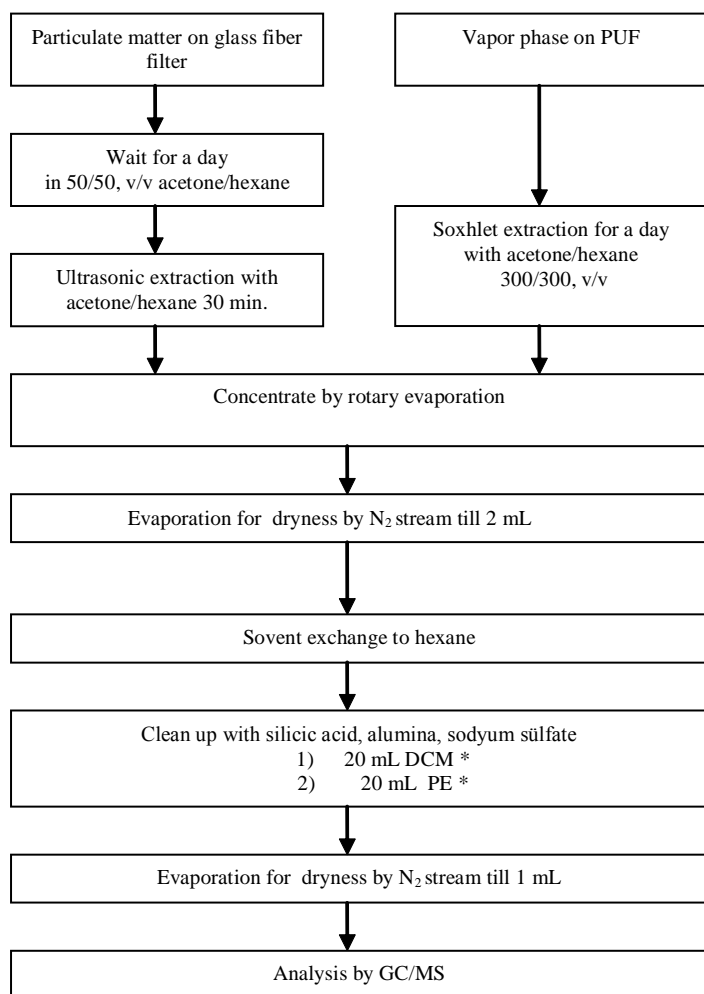 Particulate matter on glass fiber
filter
Vapor phase on PUF
Wait for a day
in 50/50, v/v acetone/hexane
Soxhlet extraction for a day
with acetone/hexane
300/300, v/v
Ultrasonic extraction with
acetone/hexane 30 min.
Concentrate by rotary evaporation
Evaporation for dryness by N₂ stream till 2 mL
Sovent exchange to hexane
Clean up with silicic acid, alumina, sodyum sülfate
1) 20 mL DCM *
2) 20 mL PE *
Evaporation for dryness by N₂ stream till 1 mL
Analysis by GC/MS